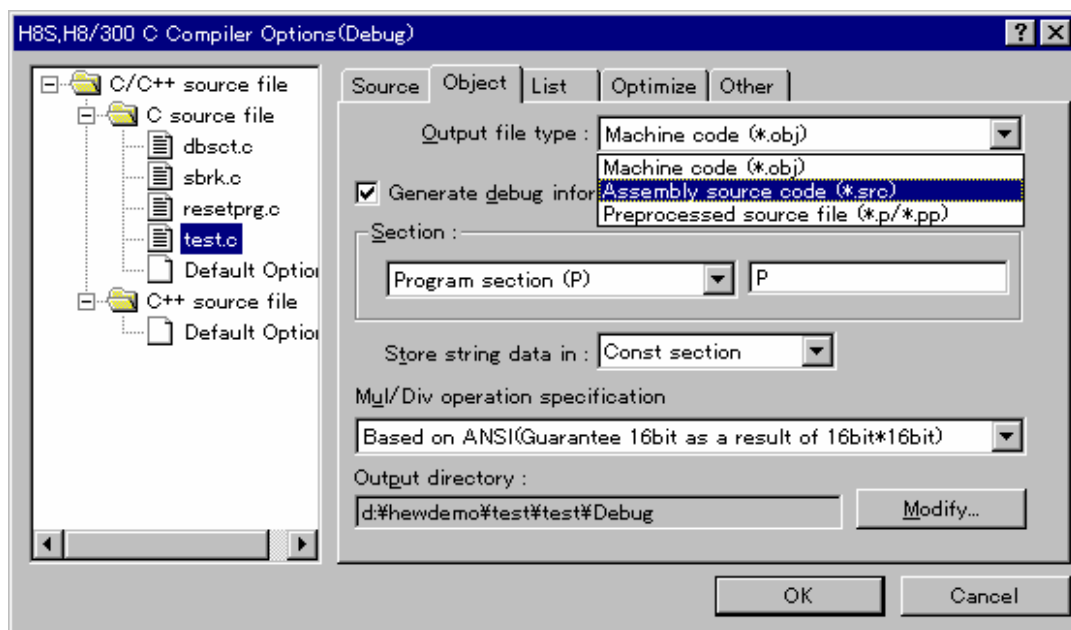 H8S,H8/300 C Compiler Options(Debug)
C/C++ source file
C source file
dbsct.c
sbrk.c
resetprg.c
test.c
Default Option
C++ source file
Default Option
Source Object List Optimize Other
Output file type : Machine code (*.obj)
Machine code (*.obj)
Assembly source code (*.src)
Preprocessed source file (*.p/*.pp)
Generate debug infor
Section :
Program section (P) P
Store string data in : Const section
Mul/Div operation specification
Based on ANSI(Guarantee 16bit as a result of 16bit*16bit)
Output directory :
d:¥hewdemo¥test¥test¥Debug Modify...
OK Cancel